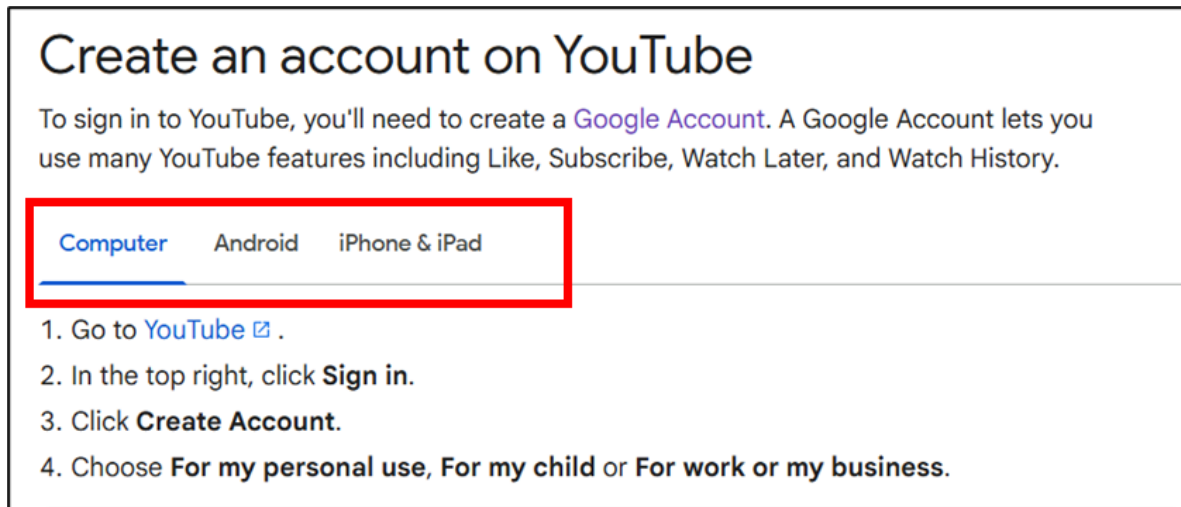 Create an account on YouTube
To sign in to YouTube, you'll need to create a Google Account. A Google Account lets you
use many YouTube features including Like, Subscribe, Watch Later, and Watch History.
Computer Android iPhone & iPad
1. Go to YouTube .
2. In the top right, click Sign in.
3. Click Create Account.
4. Choose For my personal use, For my child or For work or my business.